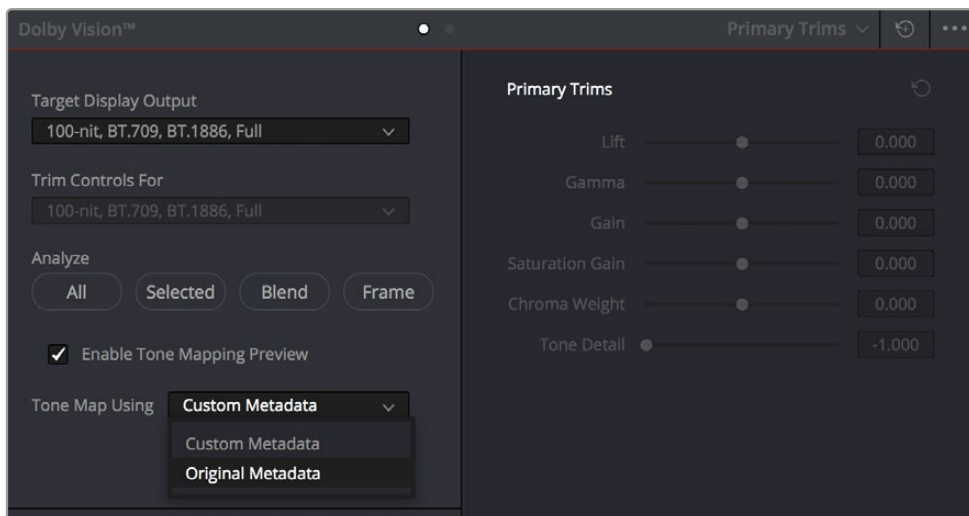 Dolby Vision™
Primary Trims
Target Display Output
100-nit, BT.709, BT.1886, Full
Trim Controls For
100-nit, BT.709, BT.1886, Full
Analyze
All Selected Blend Frame
Enable Tone Mapping Preview
Tone Map Using Custom Metadata
Custom Metadata
Original Metadata
Primary Trims
Lift 0.000
Gamma 0.000
Gain 0.000
Saturation Gain 0.000
Chroma Weight 0.000
Tone Detail -1.000